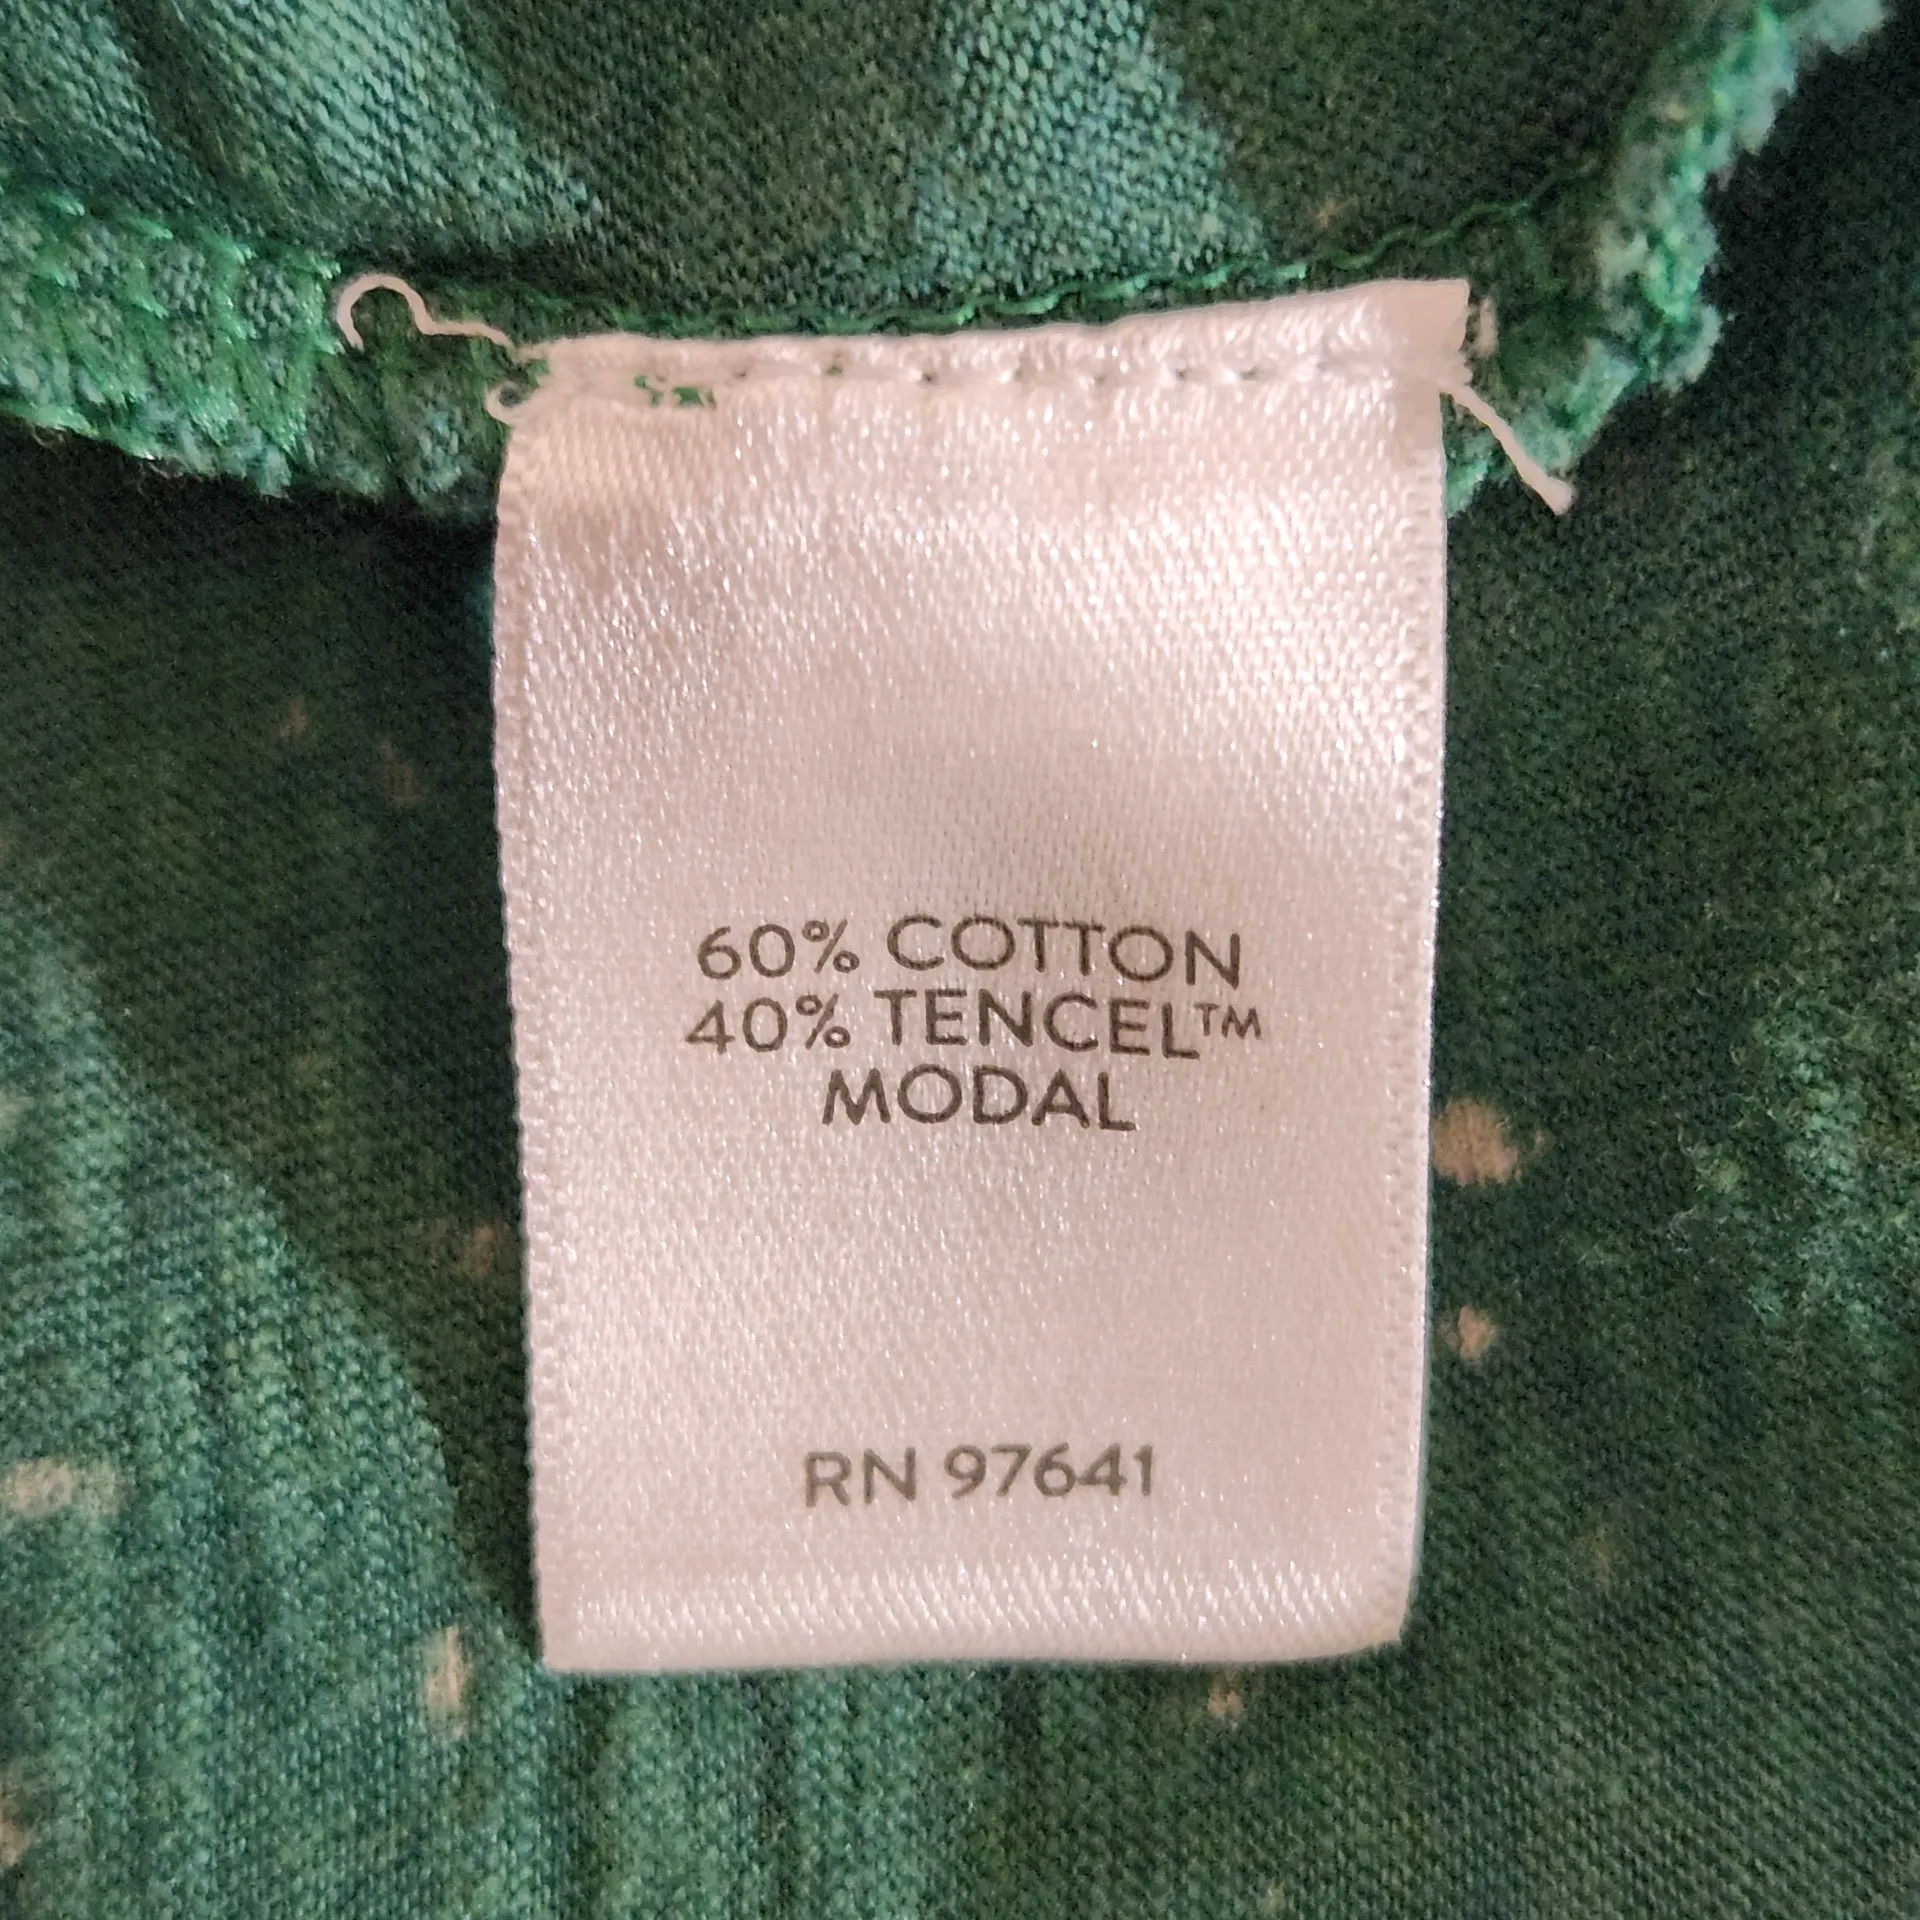 60% COTTON
40% TENCEL™
MODAL
RN 97641